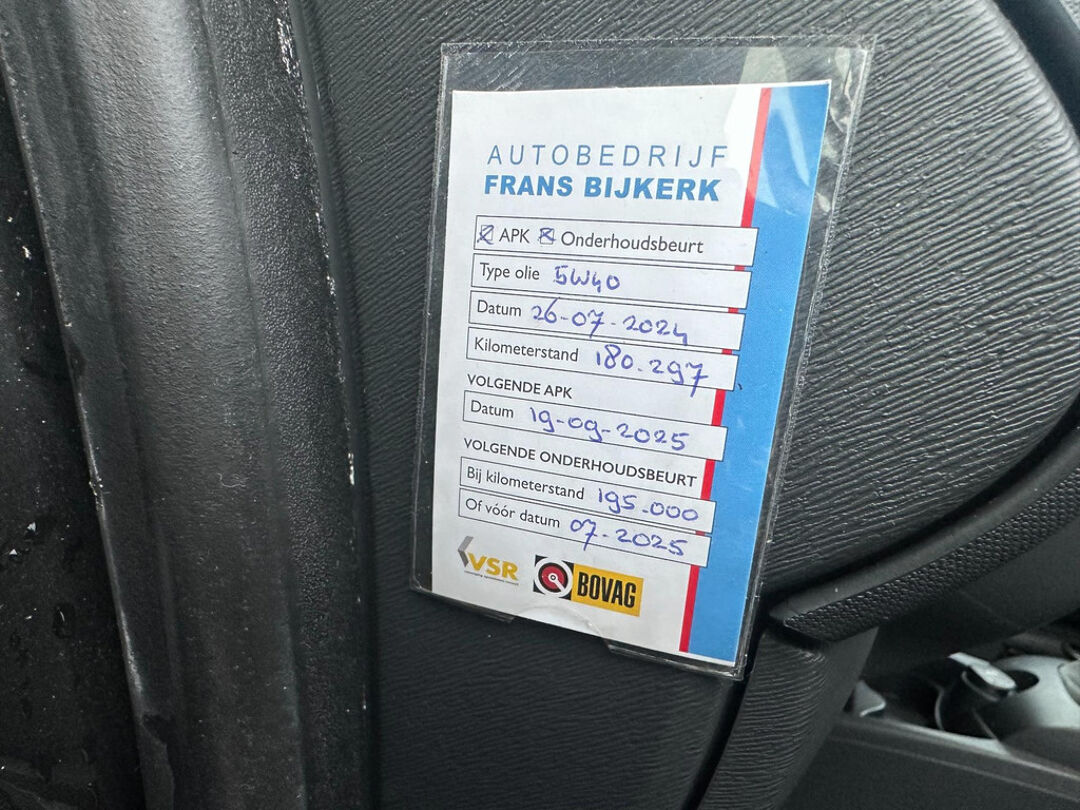 AUTOBEDRIJF
FRANS BIJKERK
APK Onderhoudsbeurt
Type olie 5W40
Datum 26-07-2024
Kilometerstand 180.297
VOLGENDE APK
Datum 19-09-2025
VOLGENDE ONDERHOUDSBEURT
Bij kilometerstand 195.000
Of vóór datum 07-2025
VSR
BOVAG